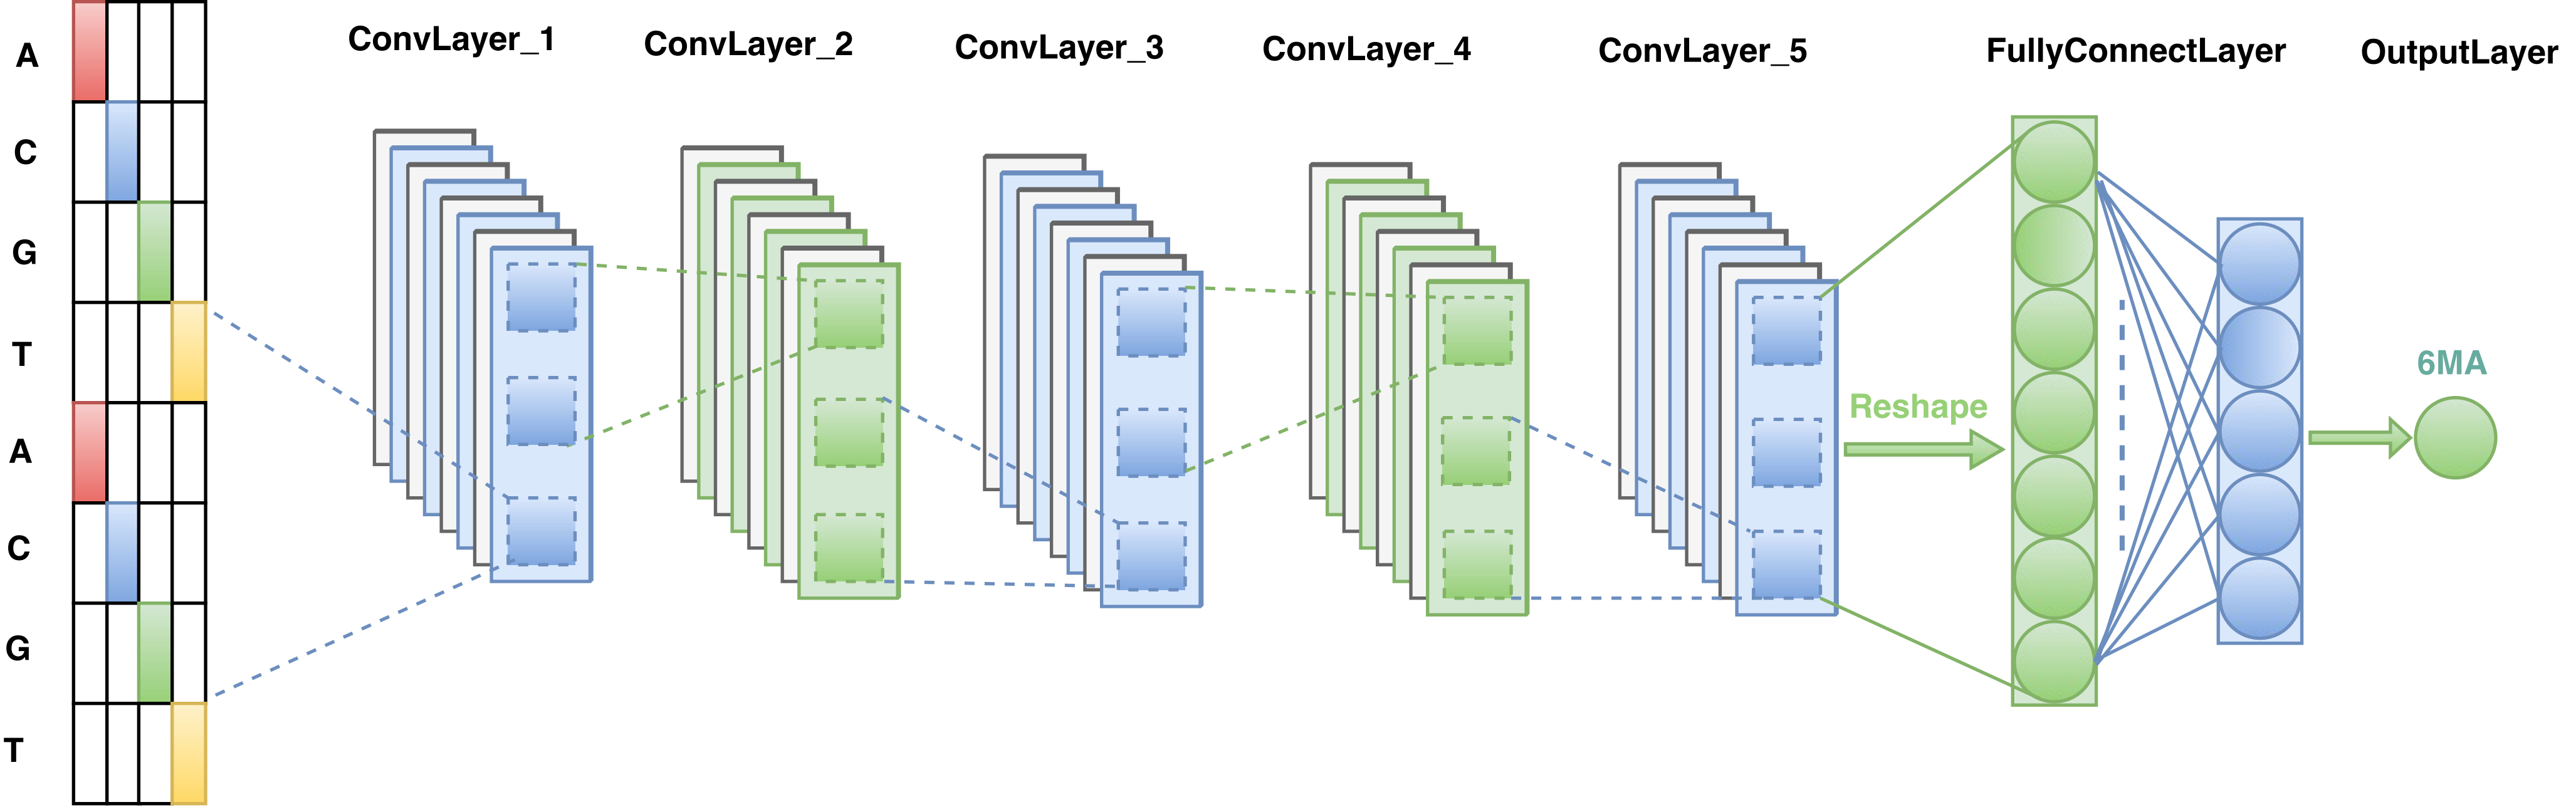 A
C
G
T
A
C
G
T
ConvLayer_1
ConvLayer_2
ConvLayer_3
ConvLayer_4
ConvLayer_5
FullyConnectLayer
OutputLayer
Reshape
6MA